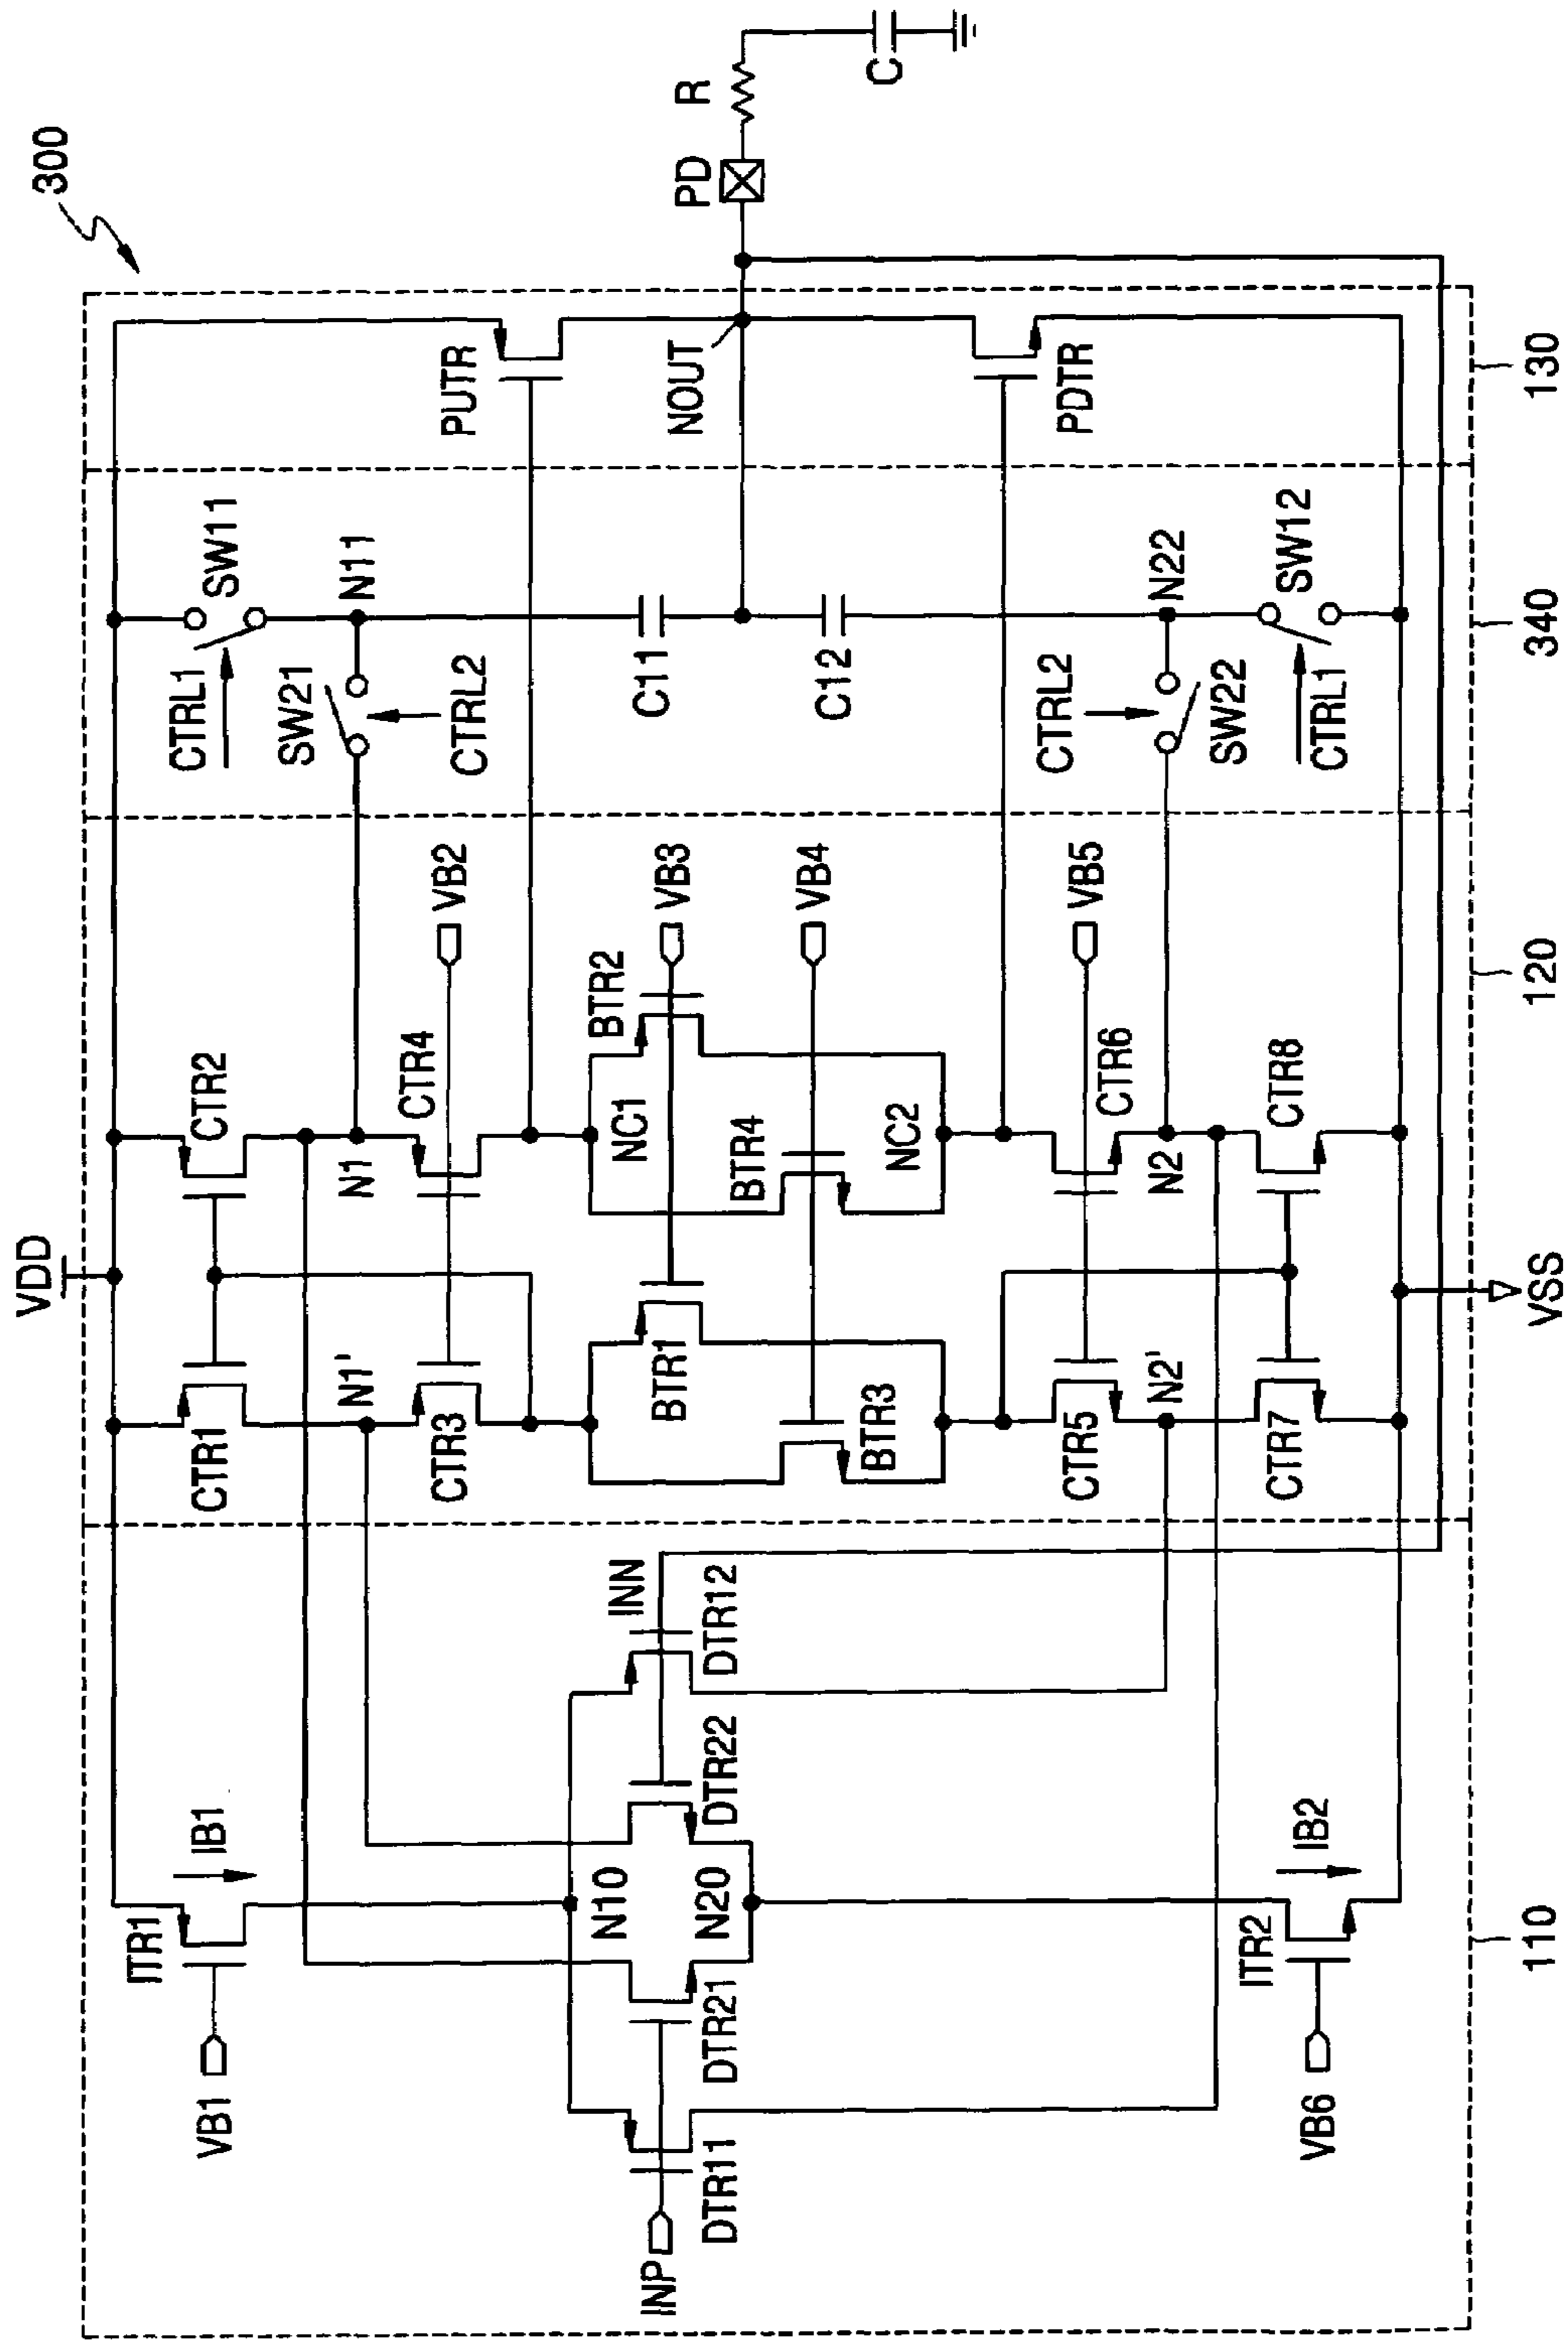 300
VDD
VB1
ITR1
IB1
CTR1
CTR2
CTRL1
SW11
N1'
N1
SW21
N11
CTR3
CTR4
VB2
CTRL2
PUTR
INP
DTR11
DTR21
N10
N20
DTR22
INN
DTR12
BTR1
BTR3
NC1
BTR2
VB3
BTR4
VB4
NC2
C11
C12
NOUT
PD
R
C
CTR5
N2'
N2
CTR6
VB5
CTRL2
SW22
N22
PDTR
VB6
ITR2
IB2
CTR7
CTR8
CTRL1
SW12
VSS
110
120
340
130